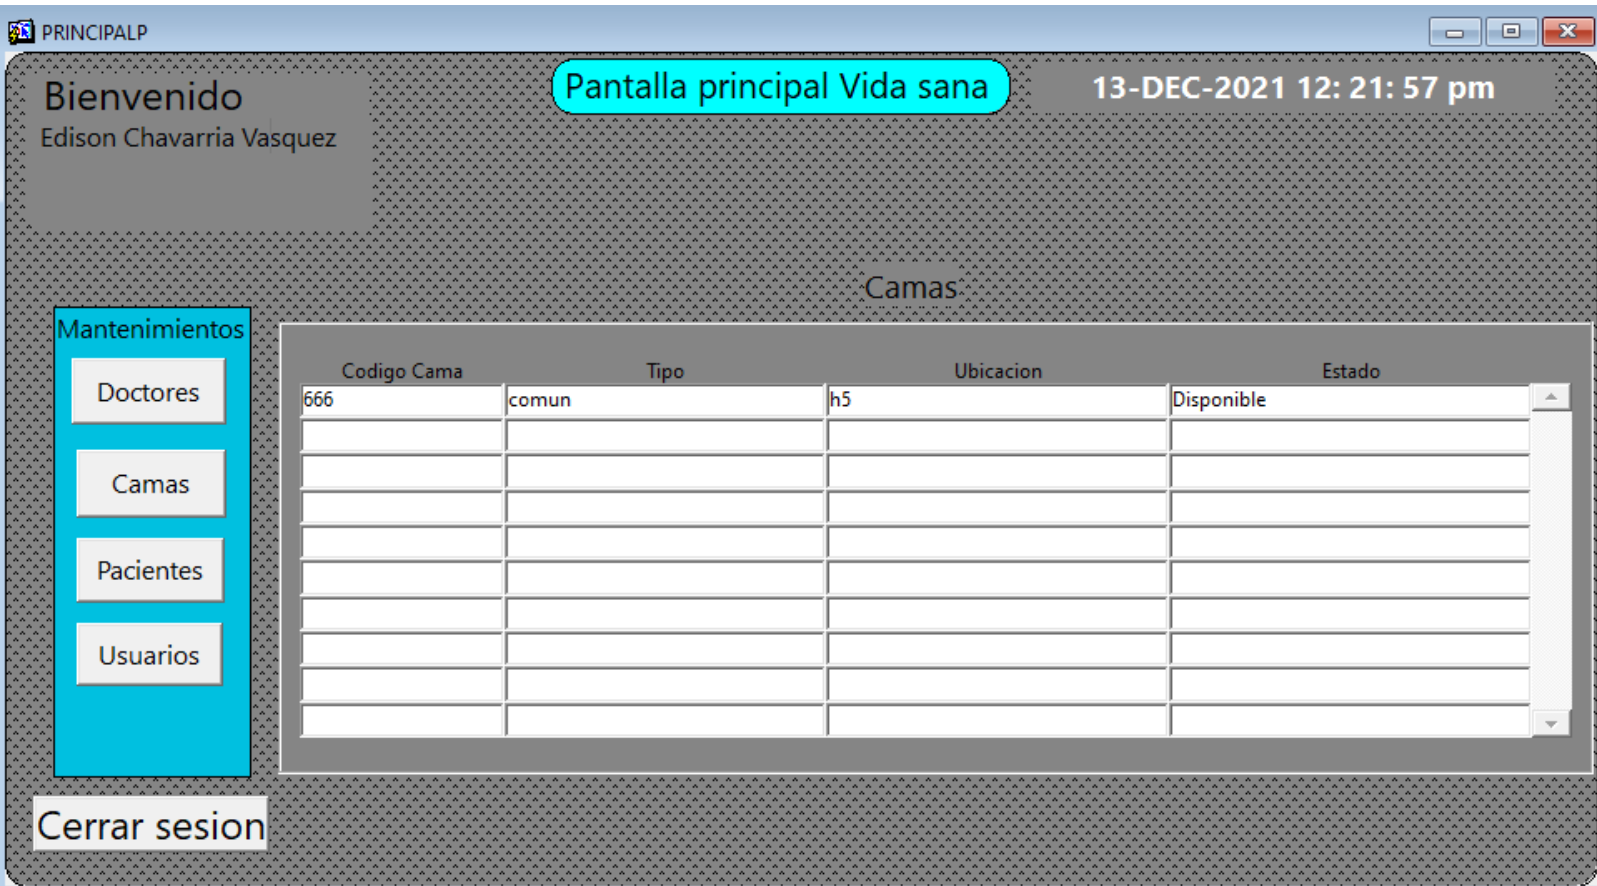 PRINCIPALP
Bienvenido
Edison Chavarria Vasquez
Pantalla principal Vida sana
13-DEC-2021 12: 21: 57 pm
Camas
Mantenimientos
Doctores
Camas
Pacientes
Usuarios
Codigo Cama Tipo Ubicacion Estado
666 comun h5 Disponible
Cerrar sesion